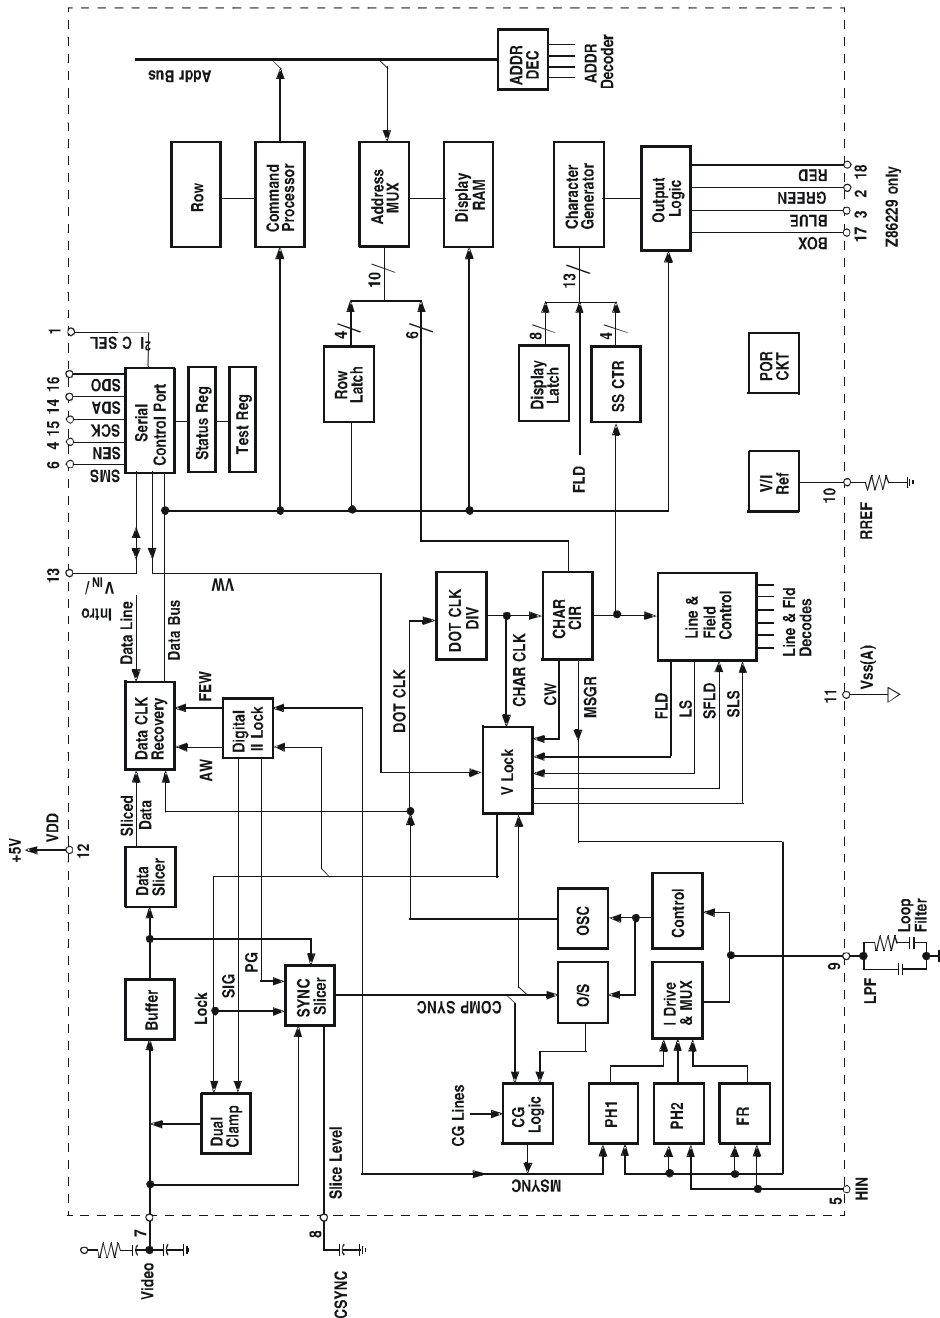 Addr Bus
ADDR
DEC
ADDR
Decoder
Row
Command
Processor
Address
MUX
Display
RAM
Character
Generator
Output
Logic
RED
18
GREEN
2
BLUE
3
BOX
17
Z86229 only
10
13
1
I2 C SEL
4
6
8
4
Row
Latch
Display
Latch
SS CTR
POR
CKT
16
SDO
14
SDA
15
SCK
4
SEN
6
SMS
Serial
Control Port
Status Reg
Test Reg
FLD
V/I
Ref
10
RREF
13
VIN/
Intro
VW
Data Line
Data Bus
DOT CLK
DIV
CHAR
CIR
Line &
Field
Control
Line & Fld
Decodes
CHAR CLK
DOT CLK
CW
MSGR
FLD
LS
SFLD
SLS
11
Vss(A)
Data CLK
Recovery
FEW
AW
Digital
II Lock
V Lock
Sliced
Data
+5V
VDD
12
Data
Slicer
OSC
Control
Loop
Filter
9
LPF
Buffer
Lock
SIG
PG
SYNC
Slicer
COMP SYNC
O/S
I Drive
& MUX
Dual
Clamp
CG Lines
CG
Logic
PH1
PH2
FR
Slice Level
MSYNC
5
HIN
7
8
Video
CSYNC